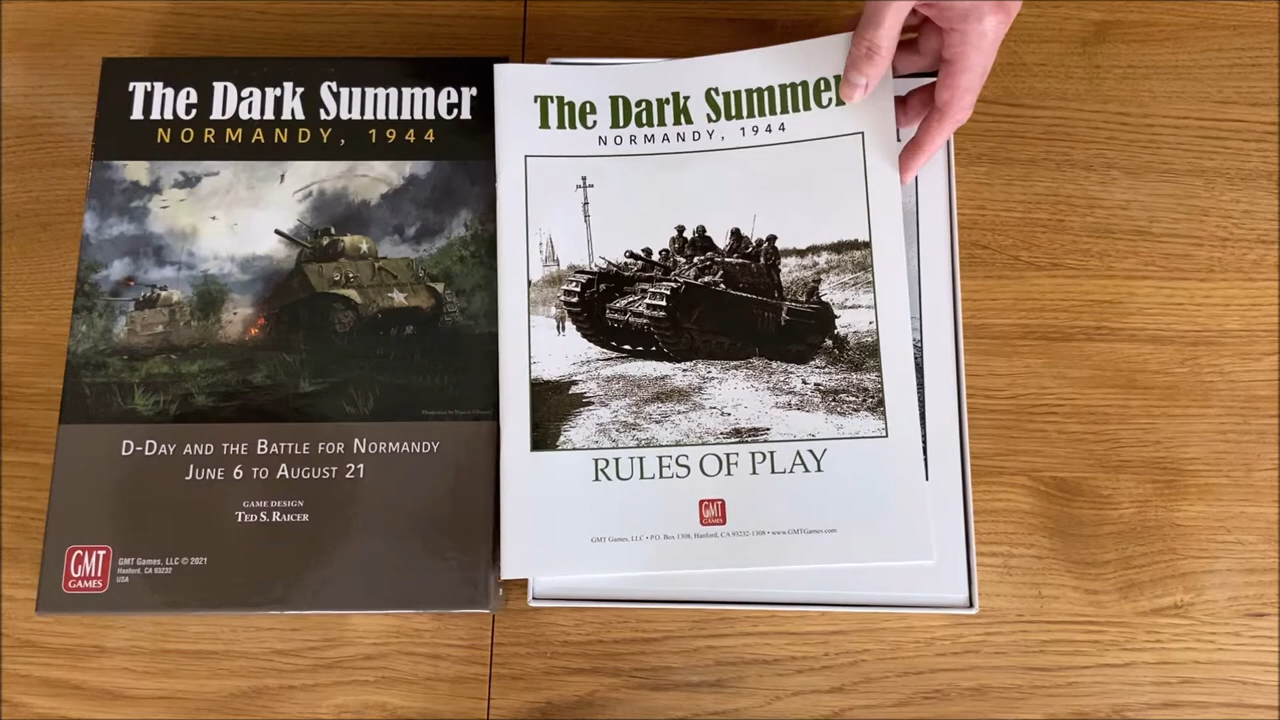 The Dark Summer
NORMANDY, 1944
D-Day and the Battle for Normandy
June 6 to August 21
GAME DESIGN
Ted S. Raicer
GMT
GAMES
GMT Games, LLC © 2021
Hanford, CA 93232
USA
The Dark Summer
NORMANDY, 1944
RULES OF PLAY
GMT
GAMES
GMT Games, LLC • P.O. Box 1308, Hanford, CA 93232-1308 • www.GMTGames.com